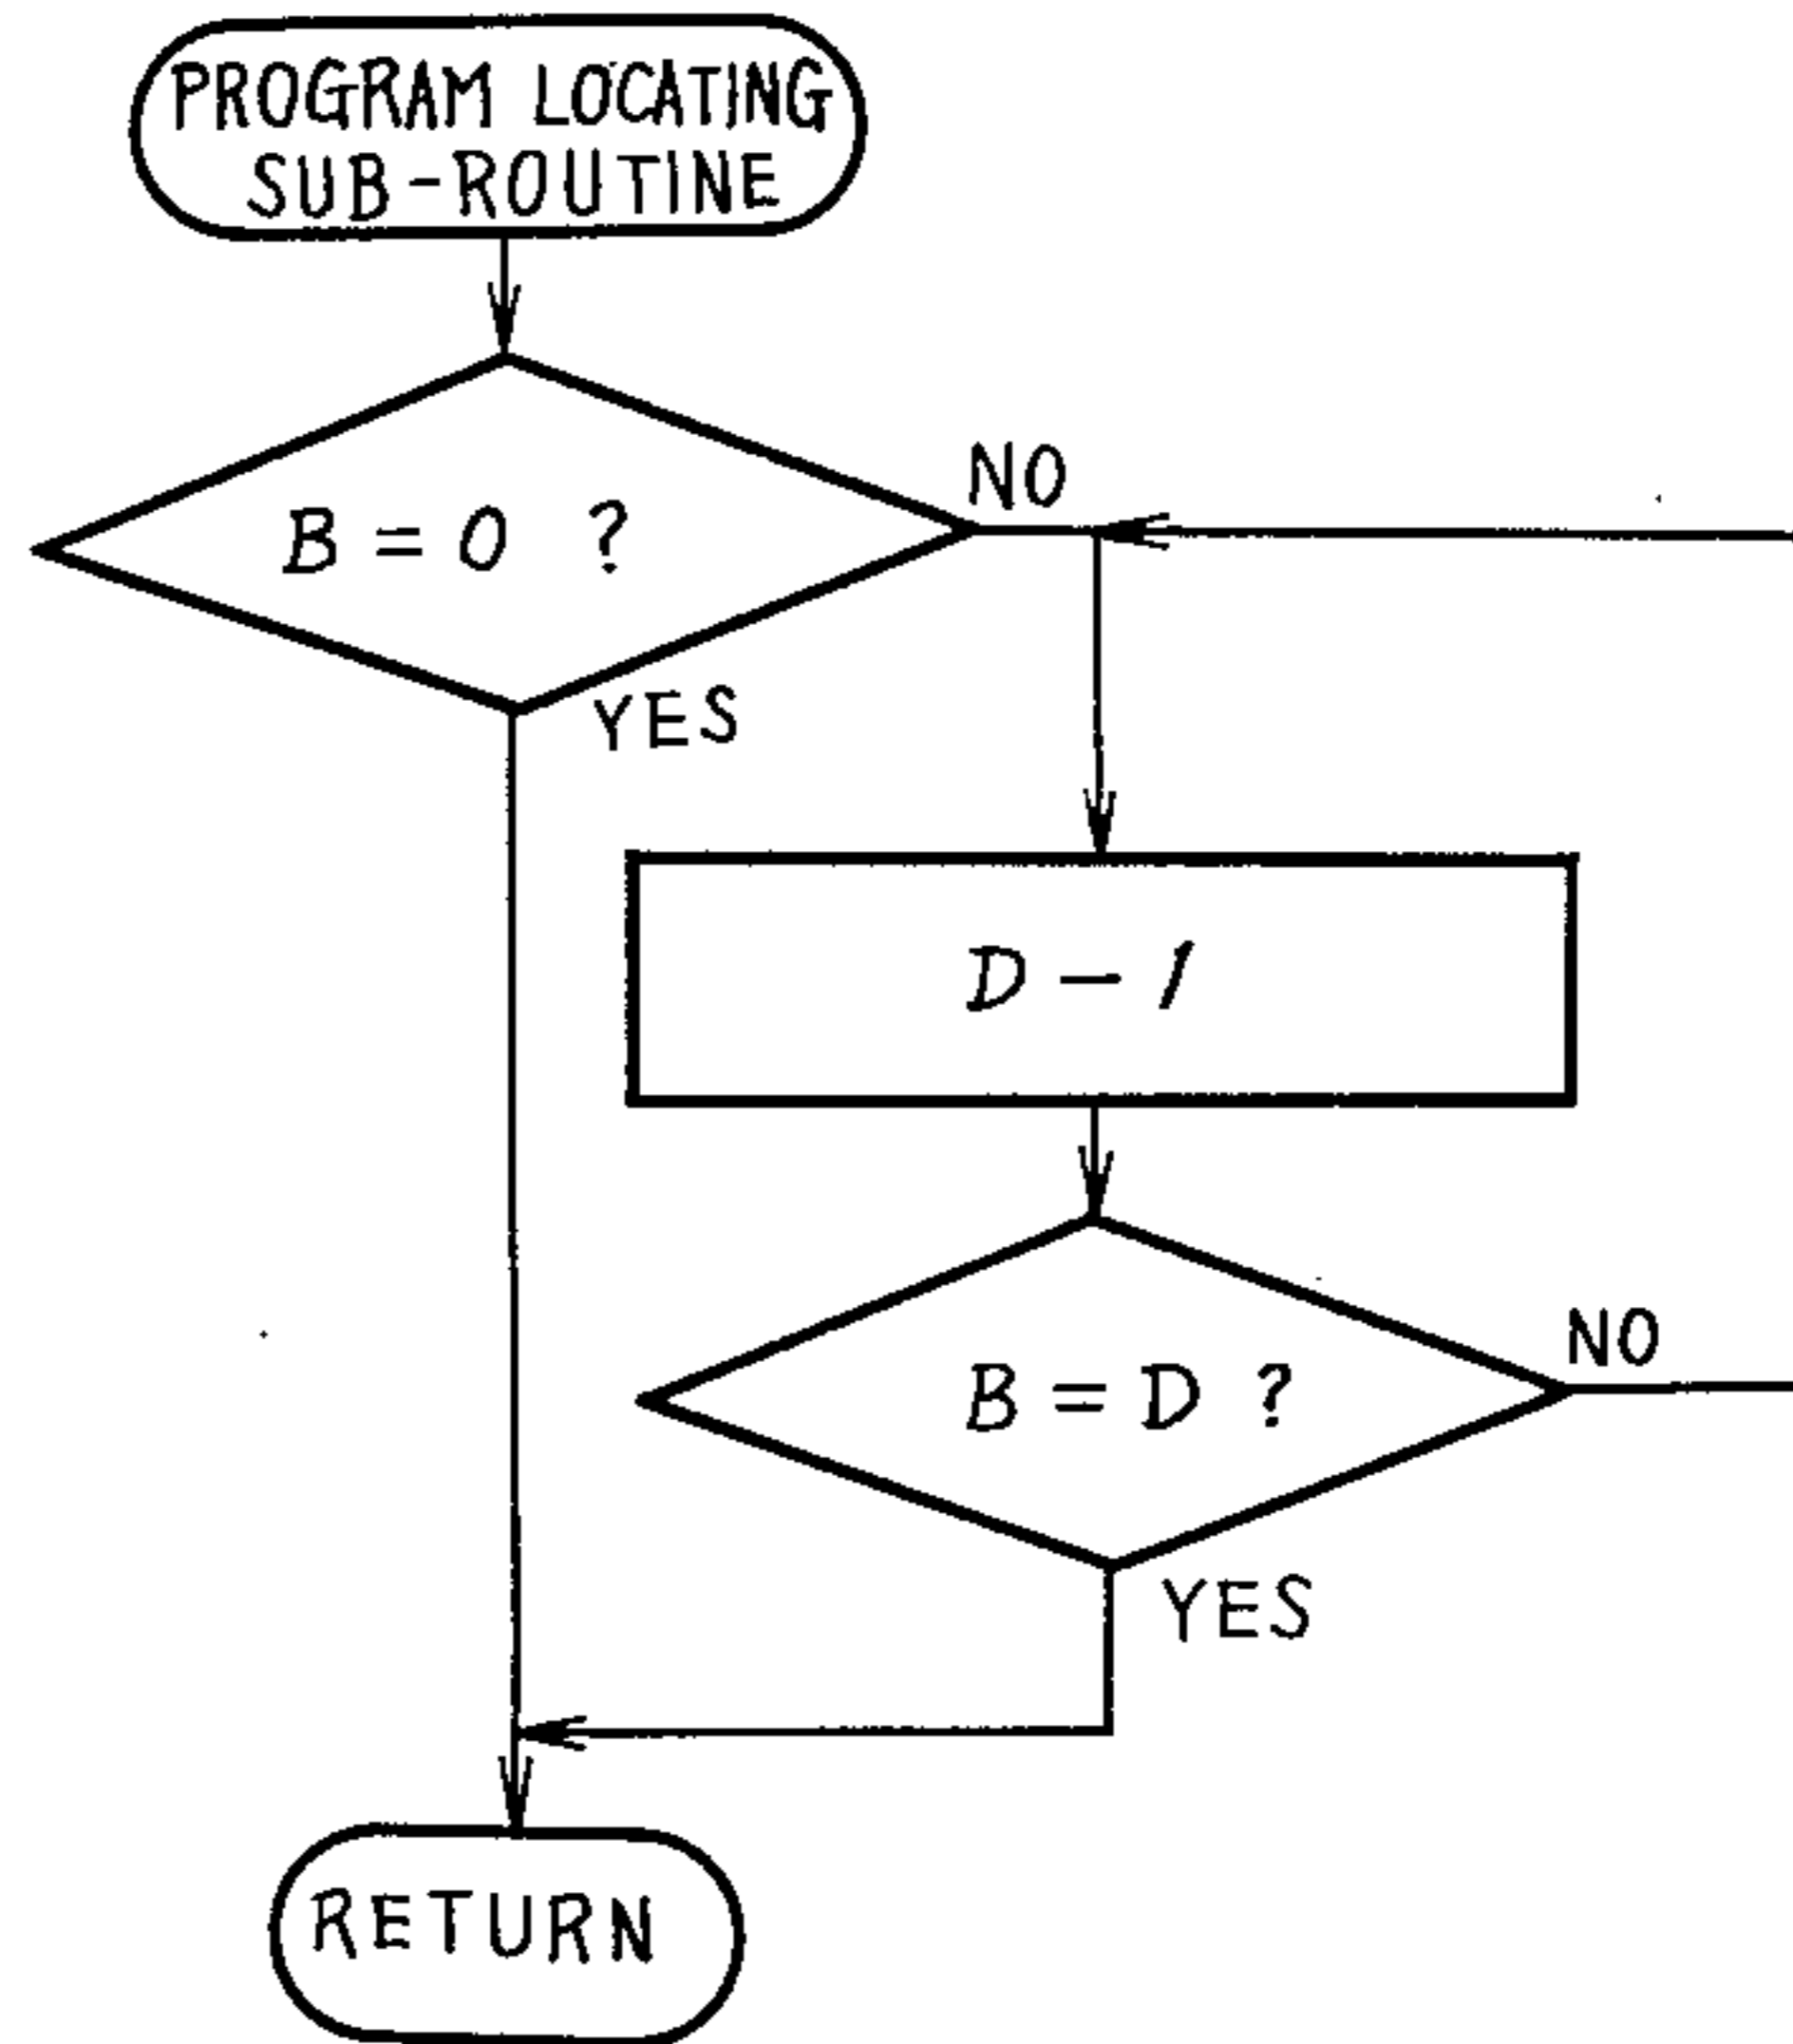 PROGRAM LOCATING
SUB-ROUTINE
B = 0 ?
NO
YES
D - 1
B = D ?
NO
YES
RETURN